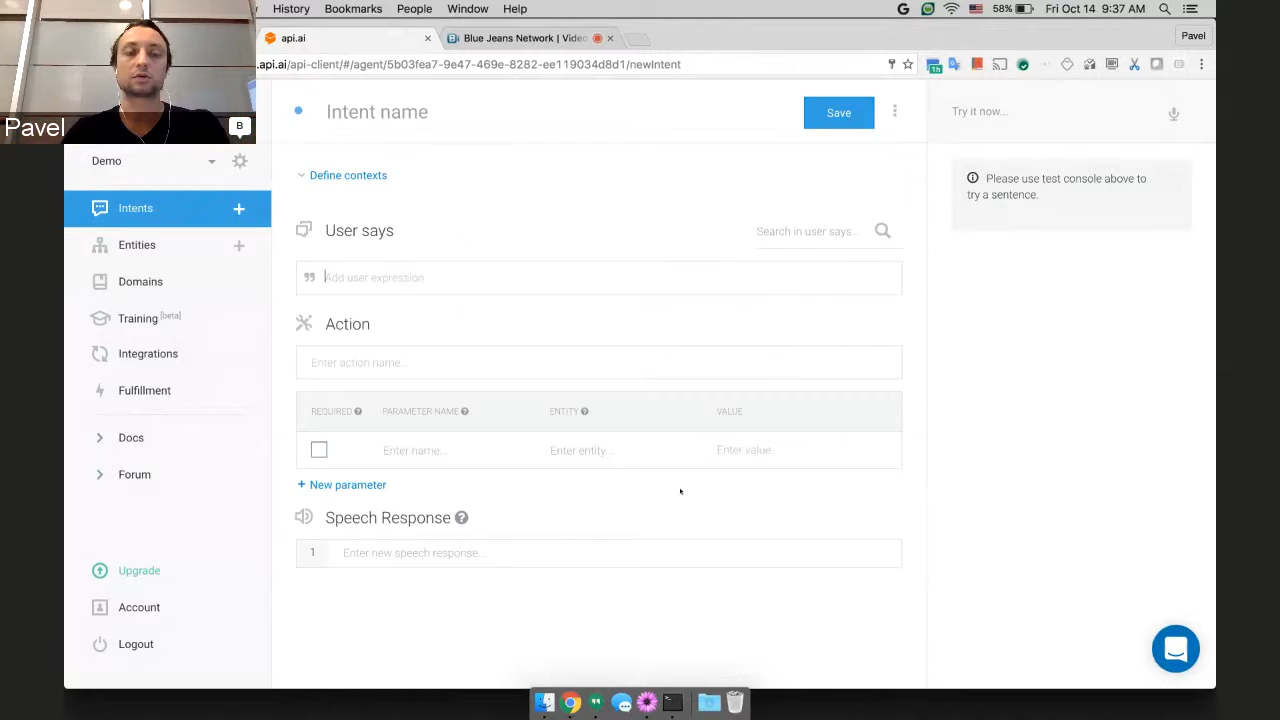 History Bookmarks People Window Help 58% Fri Oct 14 9:37 AM
api.ai Blue Jeans Network | Video Pavel
.api.ai/api-client/#/agent/5b03fea7-9e47-469e-8282-ee119034d8d1/newIntent 1h
Pavel B
Intent name Save Try it now...
Demo
Define contexts
Please use test console above to
try a sentence.
Intents +
User says Search in user says...
Entities +
Add user expression
Domains
Training [beta]
Action
Integrations
Enter action name...
Fulfillment
REQUIRED PARAMETER NAME ENTITY VALUE
Docs
Enter name... Enter entity... Enter value
Forum
+ New parameter
Speech Response
1 Enter new speech response...
Upgrade
Account
Logout